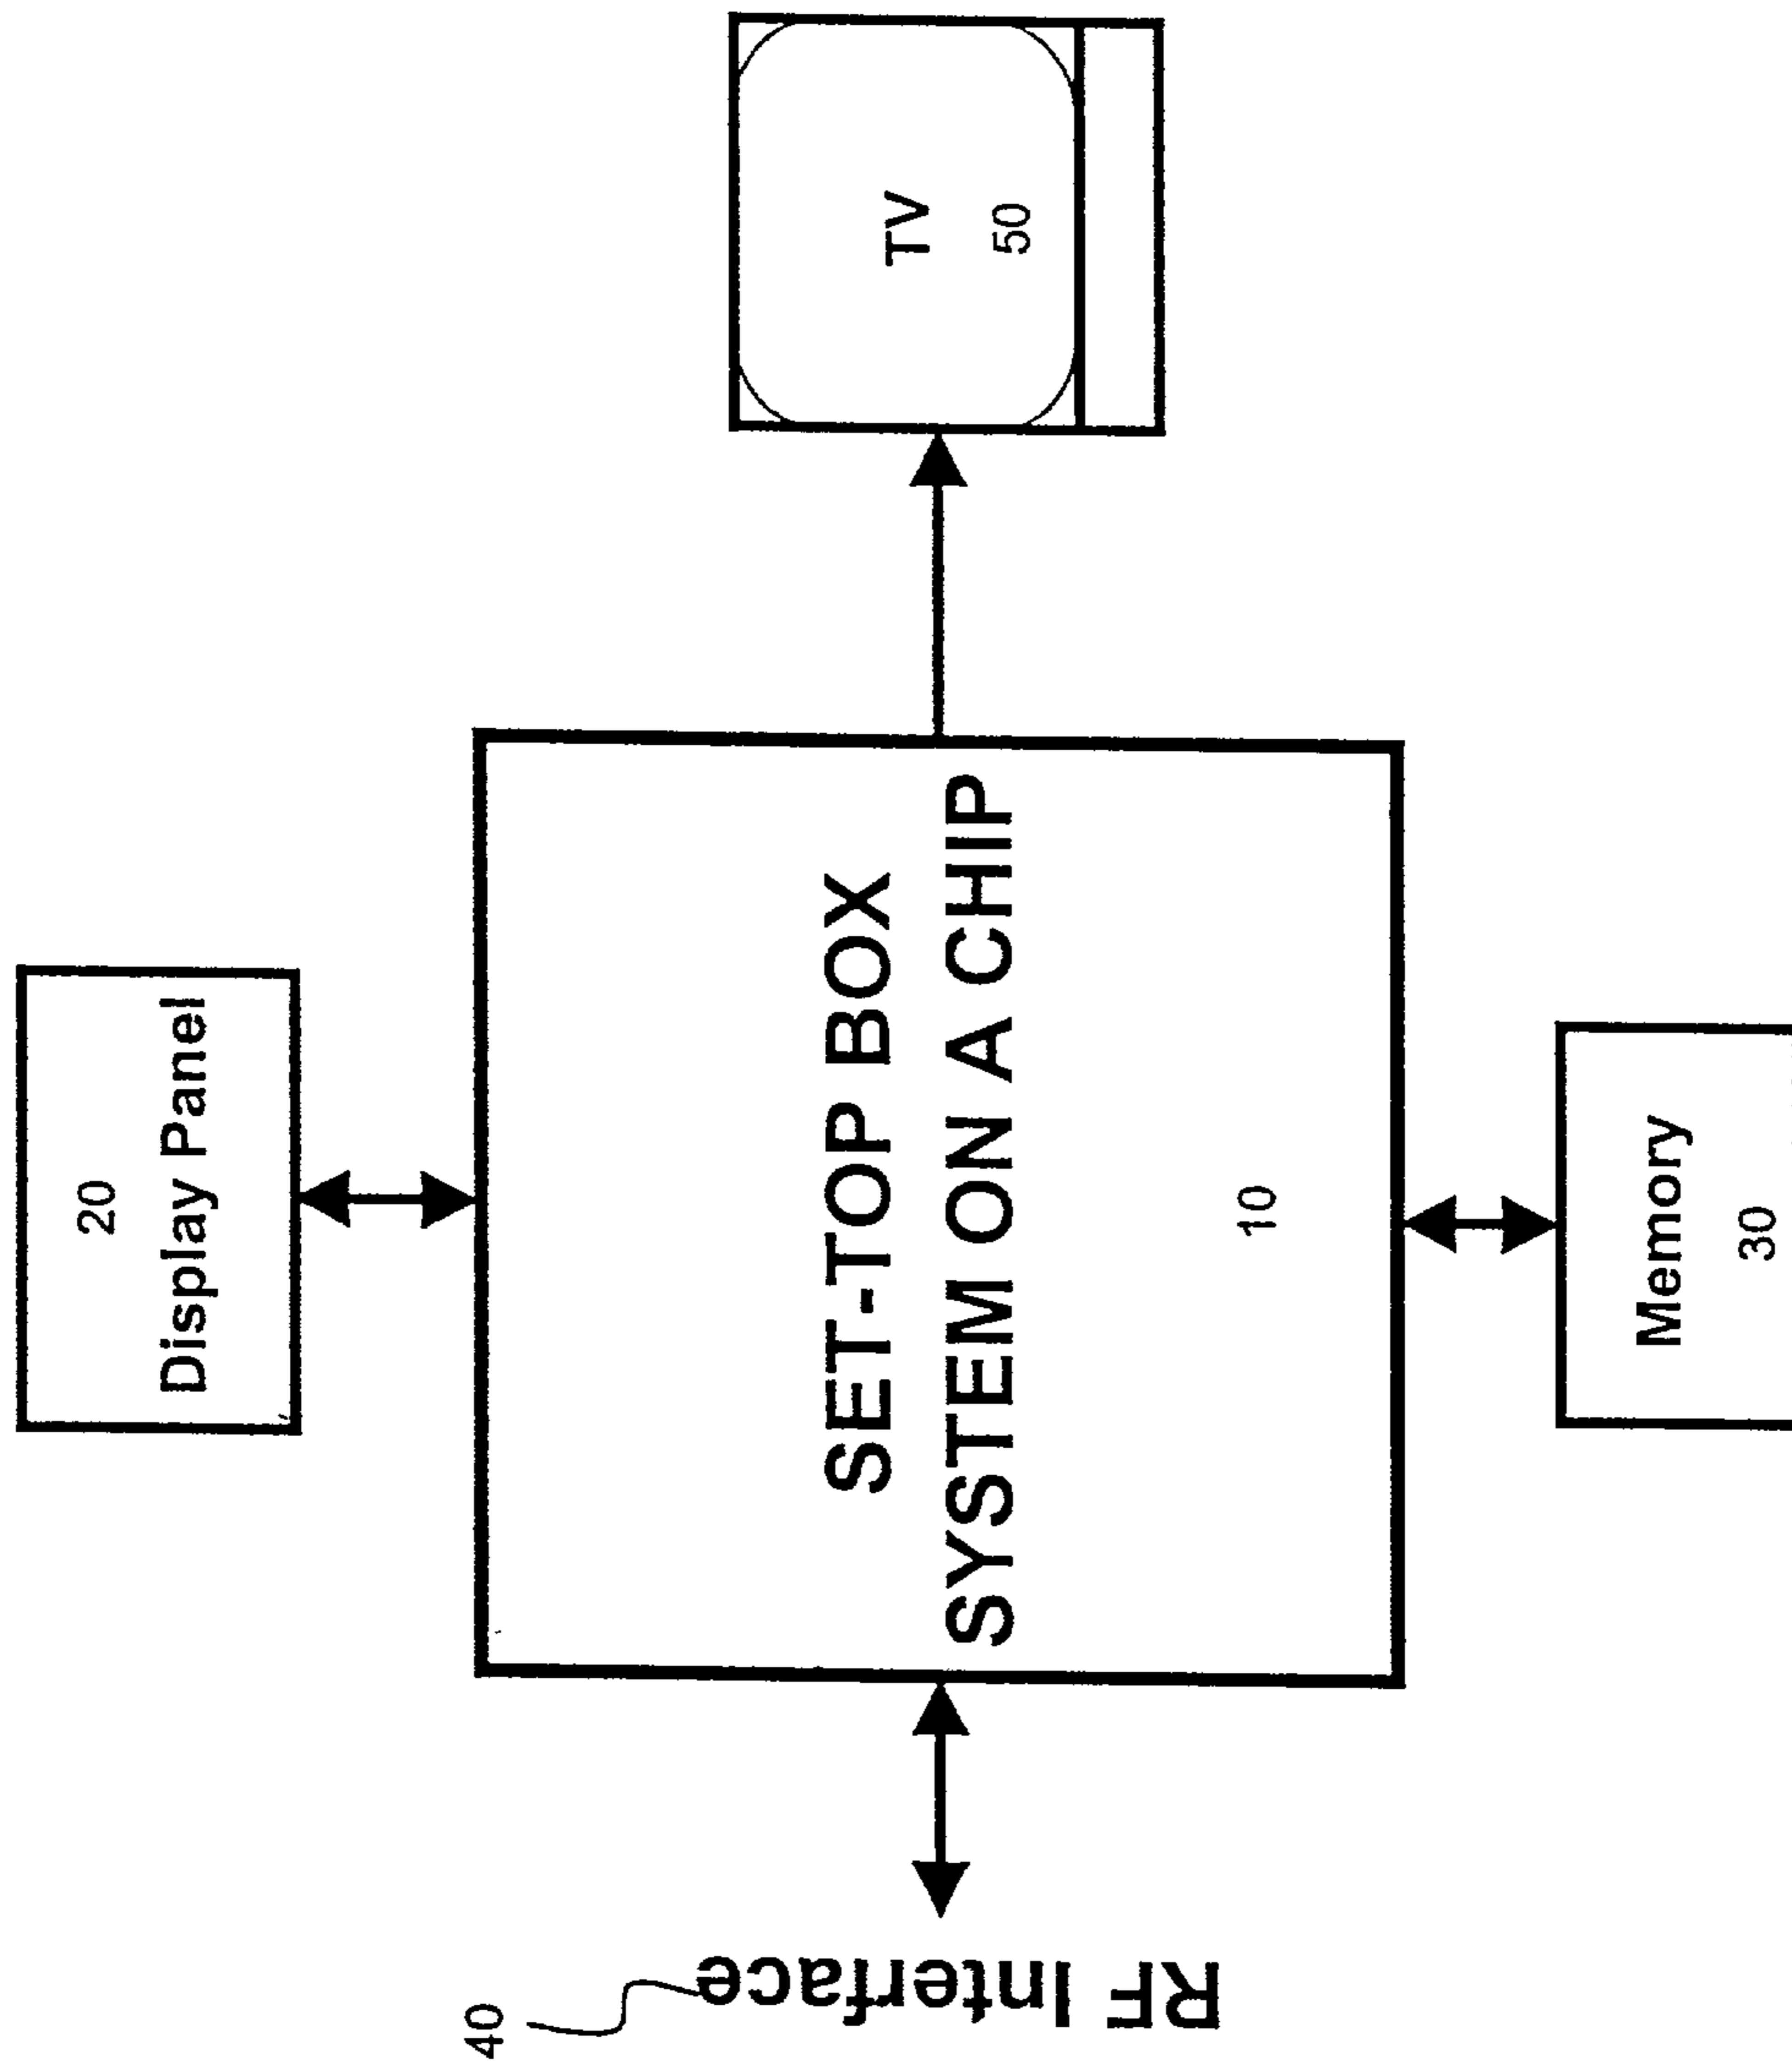 20
Display Panel
40
RF Interface
SET-TOP BOX
SYSTEM ON A CHIP
10
TV
50
Memory
30